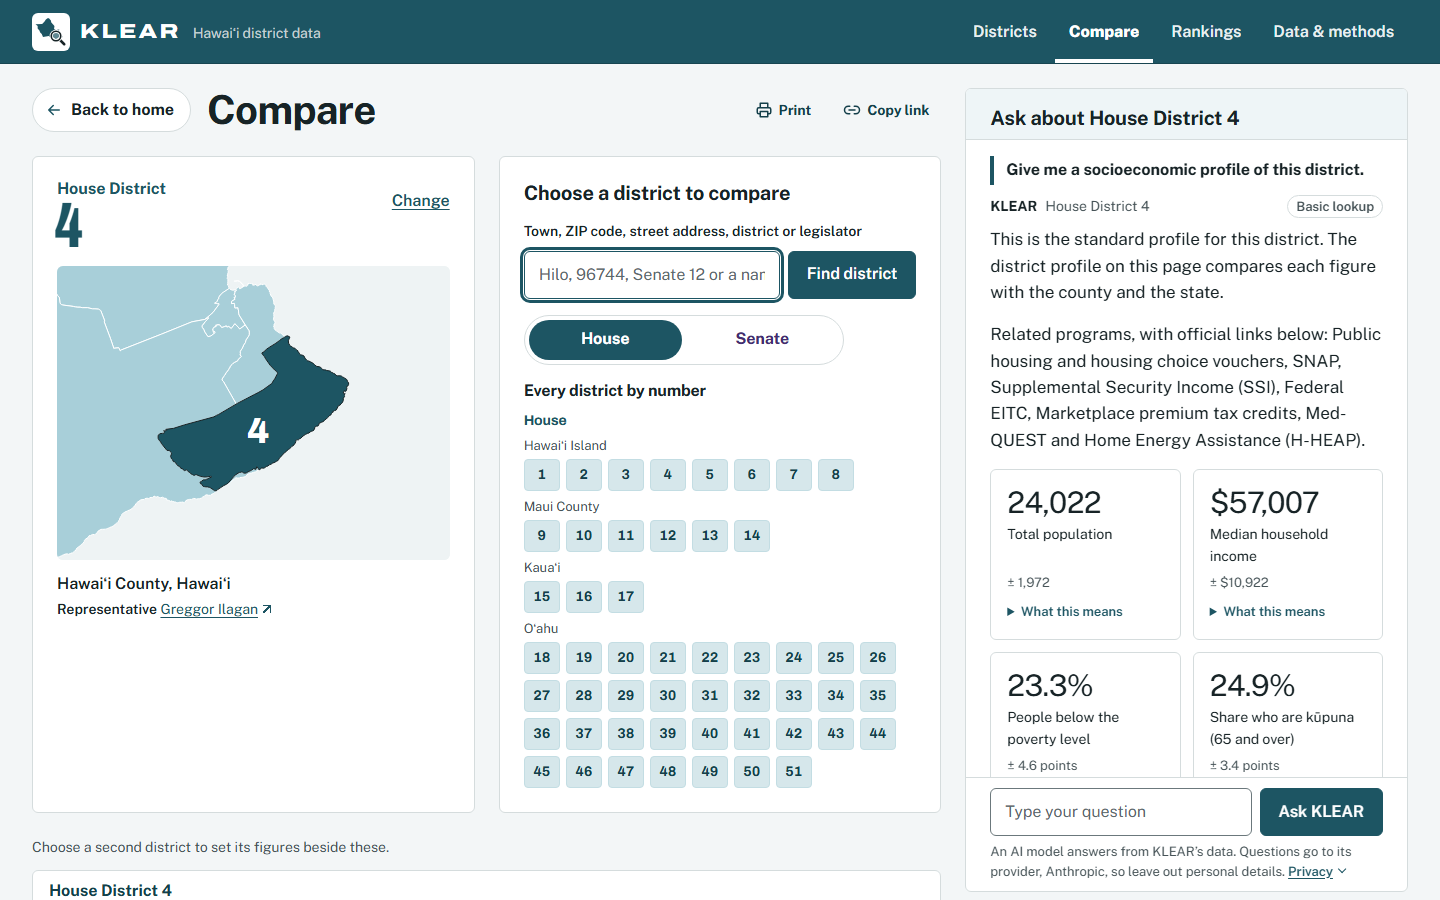 KLEAR
Hawaiʻi district data
Districts
Compare
Rankings
Data & methods
Back to home
Compare
Print
Copy link
House District
4
Change
4
Hawaiʻi County, Hawaiʻi
Representative Greggor Ilagan
Choose a district to compare
Town, ZIP code, street address, district or legislator
Hilo, 96744, Senate 12 or a nar
Find district
House
Senate
Every district by number
House
Hawaiʻi Island
1 2 3 4 5 6 7 8
Maui County
9 10 11 12 13 14
Kauaʻi
15 16 17
Oʻahu
18 19 20 21 22 23 24 25 26
27 28 29 30 31 32 33 34 35
36 37 38 39 40 41 42 43 44
45 46 47 48 49 50 51
Choose a second district to set its figures beside these.
House District 4
Ask about House District 4
Give me a socioeconomic profile of this district.
KLEAR House District 4
Basic lookup
This is the standard profile for this district. The
district profile on this page compares each figure
with the county and the state.
Related programs, with official links below: Public
housing and housing choice vouchers, SNAP,
Supplemental Security Income (SSI), Federal
EITC, Marketplace premium tax credits, Med-
QUEST and Home Energy Assistance (H-HEAP).
24,022
Total population
± 1,972
What this means
$57,007
Median household
income
± $10,922
What this means
23.3%
People below the
poverty level
± 4.6 points
24.9%
Share who are kūpuna
(65 and over)
± 3.4 points
Type your question
Ask KLEAR
An AI model answers from KLEAR’s data. Questions go to its
provider, Anthropic, so leave out personal details. Privacy